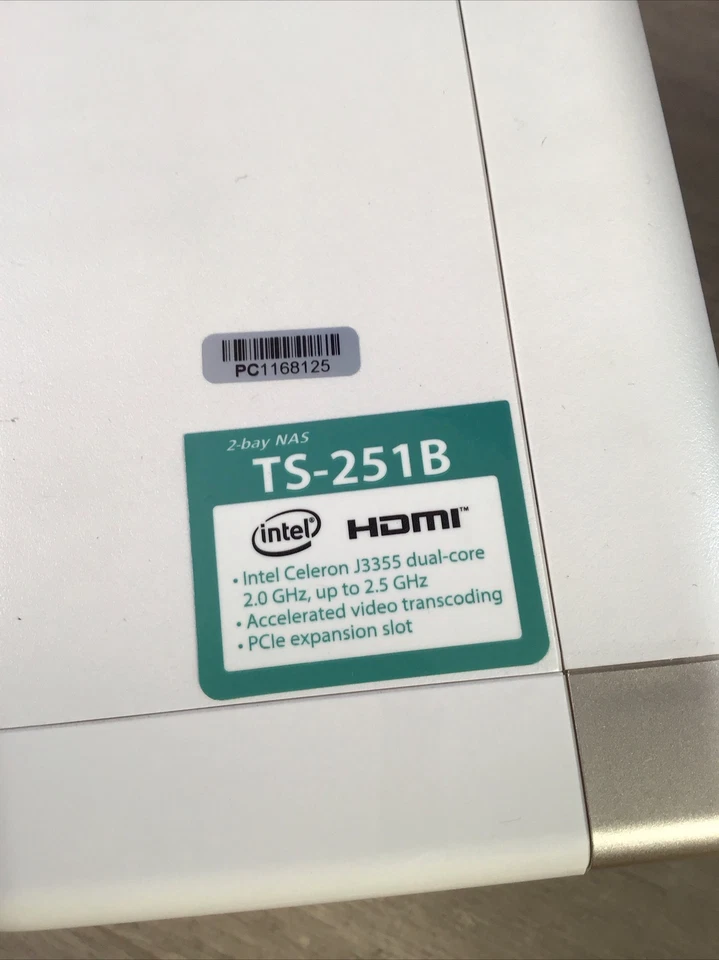 PC1168125
2-bay NAS
TS-251B
intel HDMI™
• Intel Celeron J3355 dual-core
2.0 GHz, up to 2.5 GHz
• Accelerated video transcoding
• PCIe expansion slot